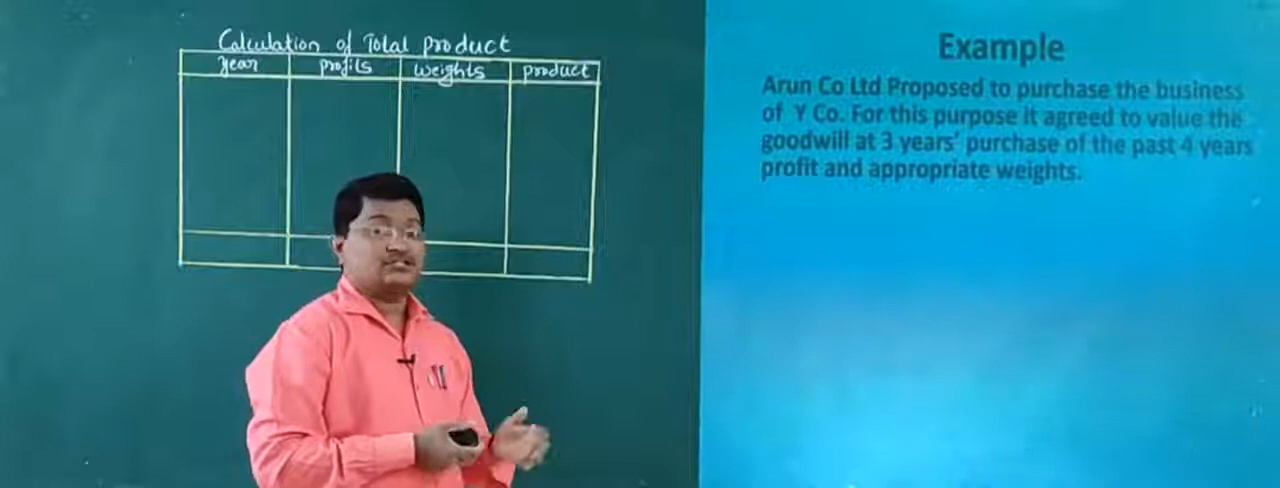 Calculation of Total product
year profits weights product
Example
Arun Co Ltd Proposed to purchase the business
of Y Co. For this purpose it agreed to value the
goodwill at 3 years' purchase of the past 4 years
profit and appropriate weights.